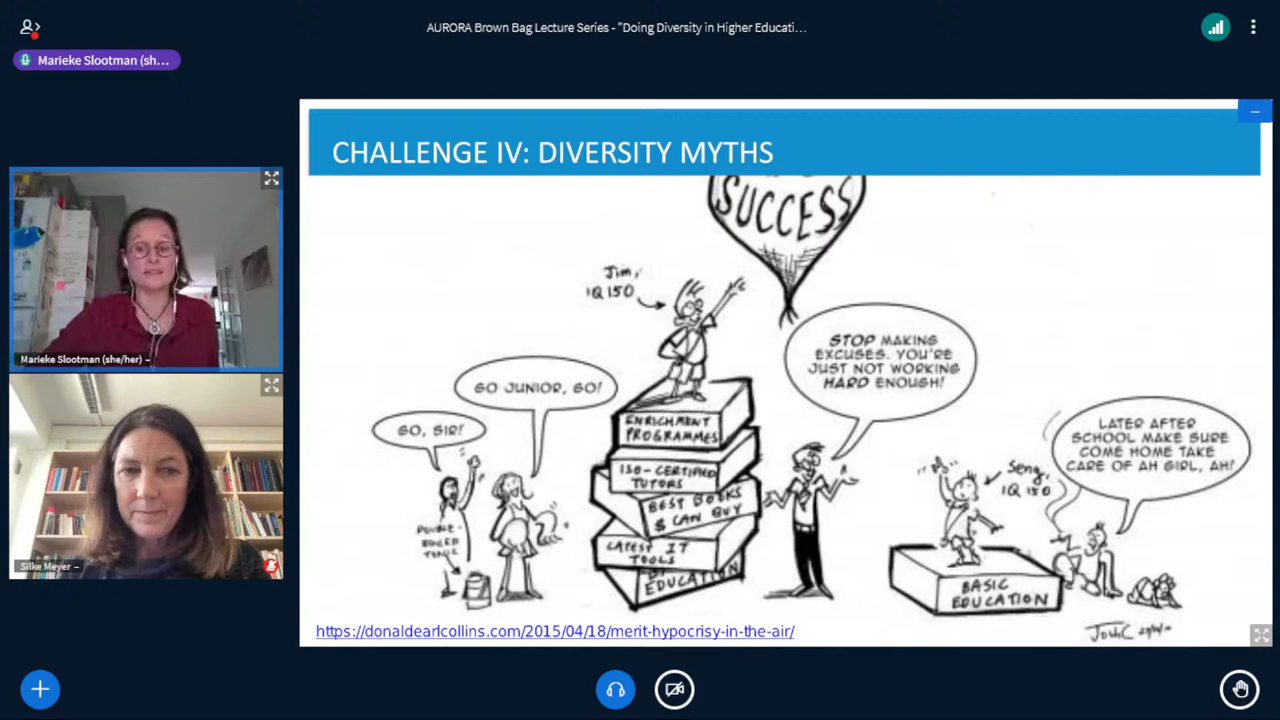 AURORA Brown Bag Lecture Series - "Doing Diversity in Higher Educati…
Marieke Slootman (sh...
Marieke Slootman (she/her) –
Silke Meyer –
CHALLENGE IV: DIVERSITY MYTHS
SUCCESS
Jim,
IQ 150
STOP MAKING
EXCUSES. YOU'RE
JUST NOT WORKING
HARD ENOUGH!
GO JUNIOR, GO!
GO, SIR!
ENRICHMENT
PROGRAMMES
ISO-CERTIFIED
TUTORS
BEST BOOKS
$ CAN BUY
LATEST IT
TOOLS
EDUCATION
DOUBLE-
BOILED
TONIC
LATER AFTER
SCHOOL MAKE SURE
COME HOME TAKE
CARE OF AH GIRL, AH!
Seng,
IQ 150
BASIC
EDUCATION
https://donaldearlcollins.com/2015/04/18/merit-hypocrisy-in-the-air/